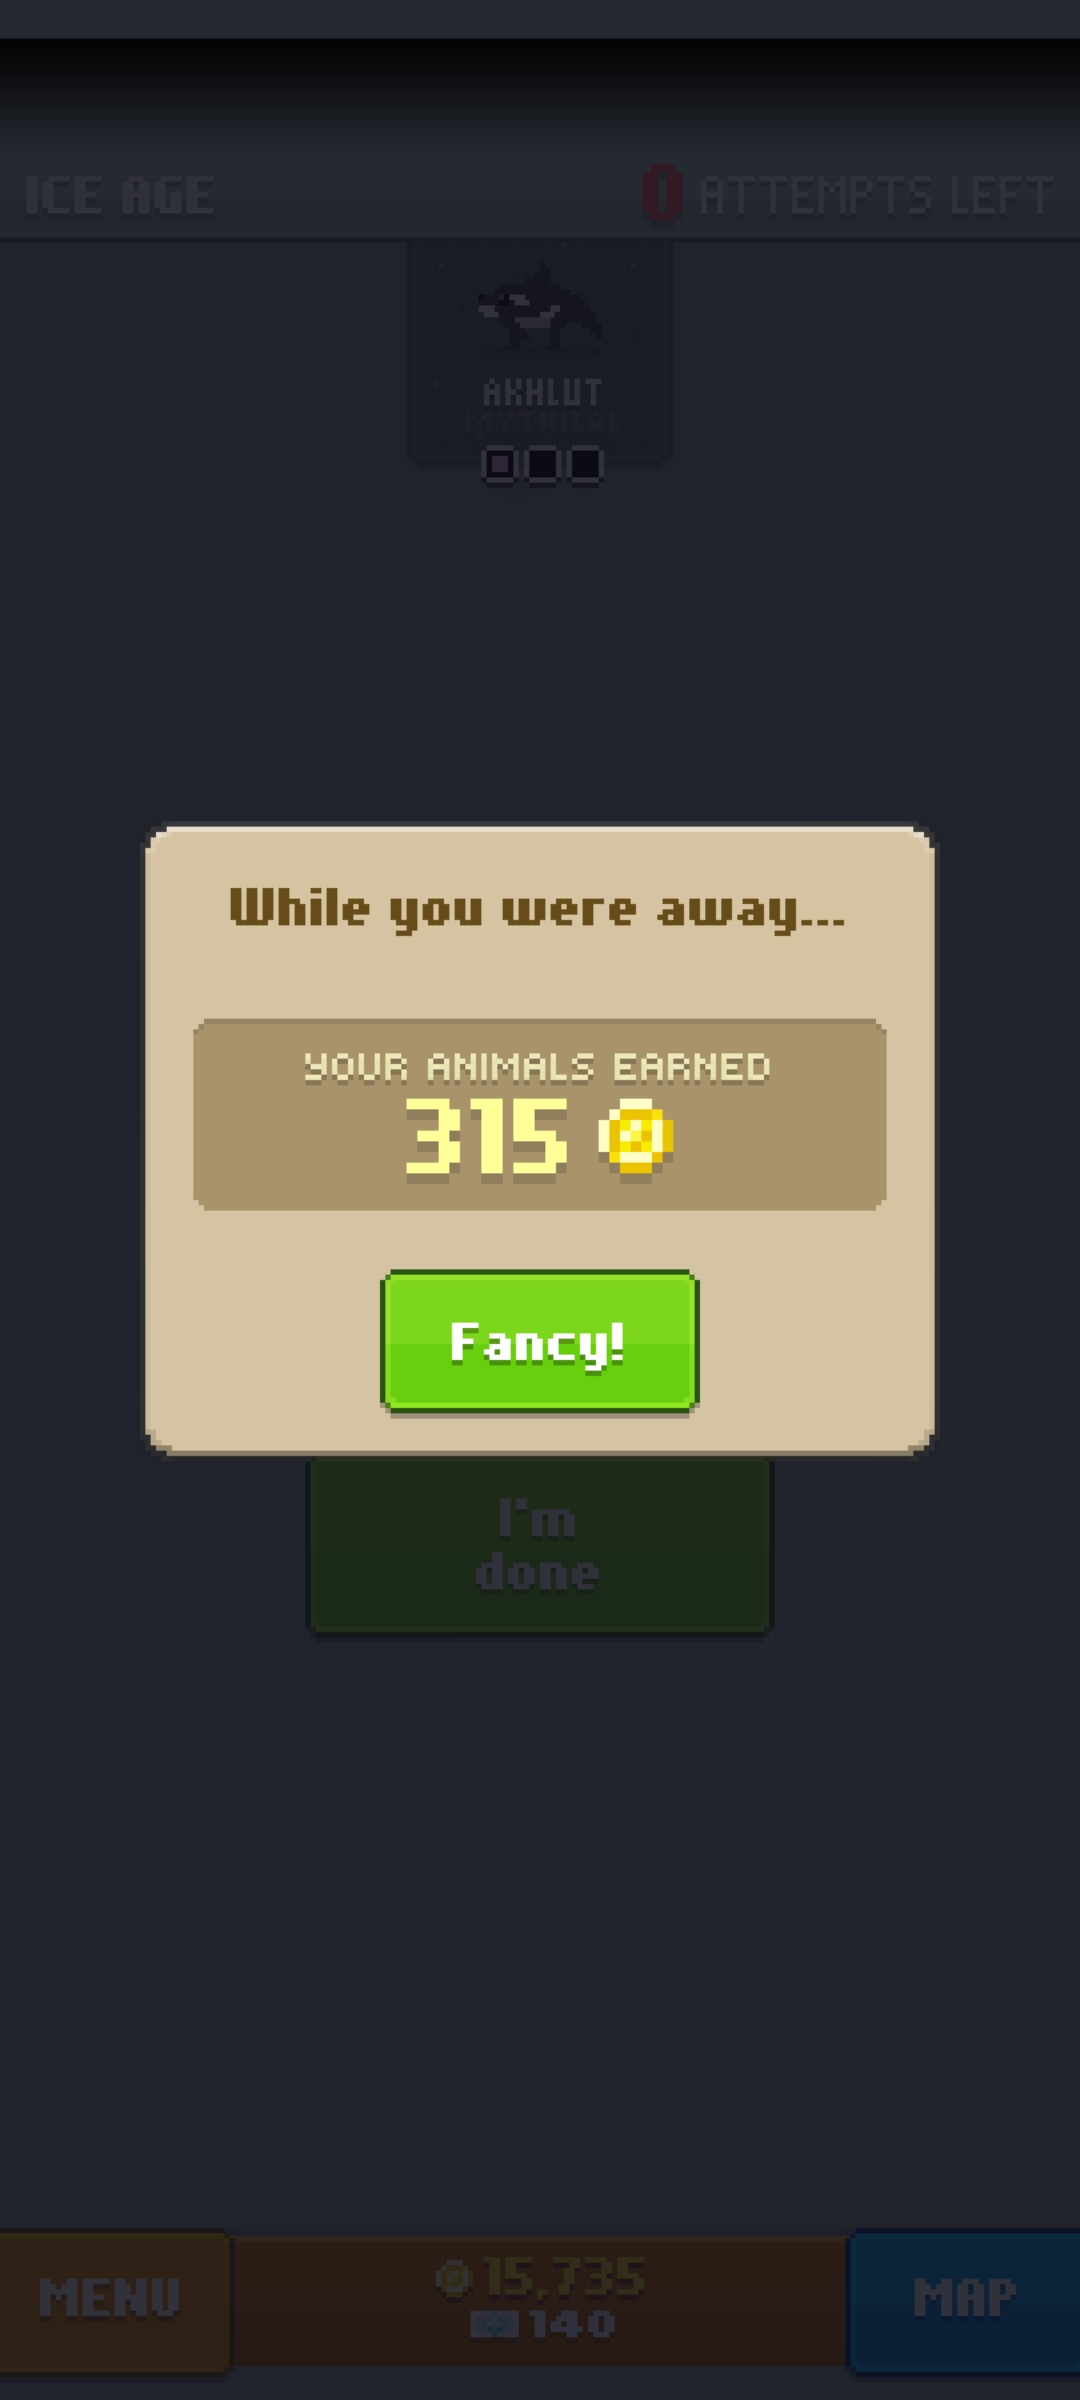 ICE AGE
0 ATTEMPTS LEFT
AKHLUT
MYTHICAL
While you were away...
YOUR ANIMALS EARNED
315
Fancy!
I'm
done
MENU
15,735
140
MAP